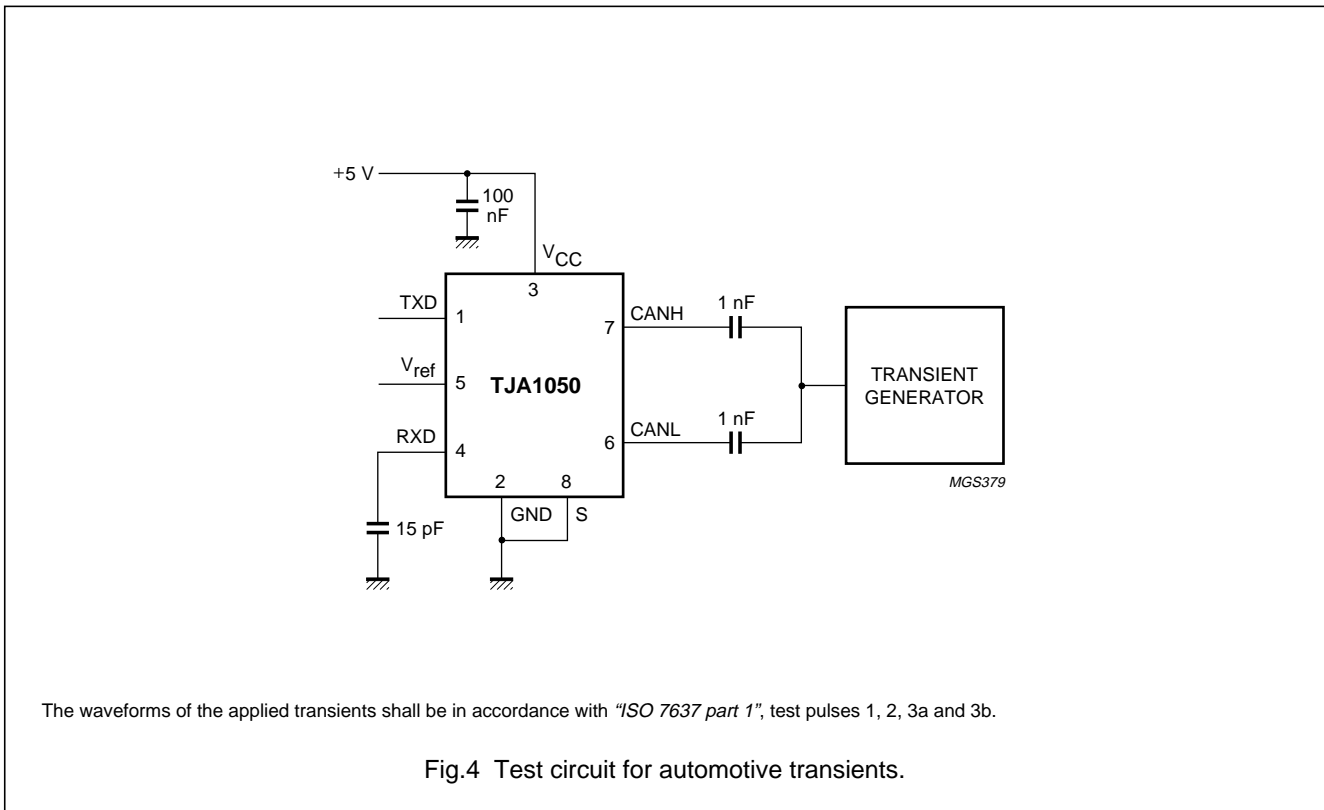 +5 V
100
nF
VCC
3
TXD
1
CANH
7
1 nF
Vref
5
TJA1050
TRANSIENT
GENERATOR
RXD
4
CANL
6
1 nF
MGS379
2
8
GND
S
15 pF
The waveforms of the applied transients shall be in accordance with “ISO 7637 part 1”, test pulses 1, 2, 3a and 3b.
Fig.4 Test circuit for automotive transients.